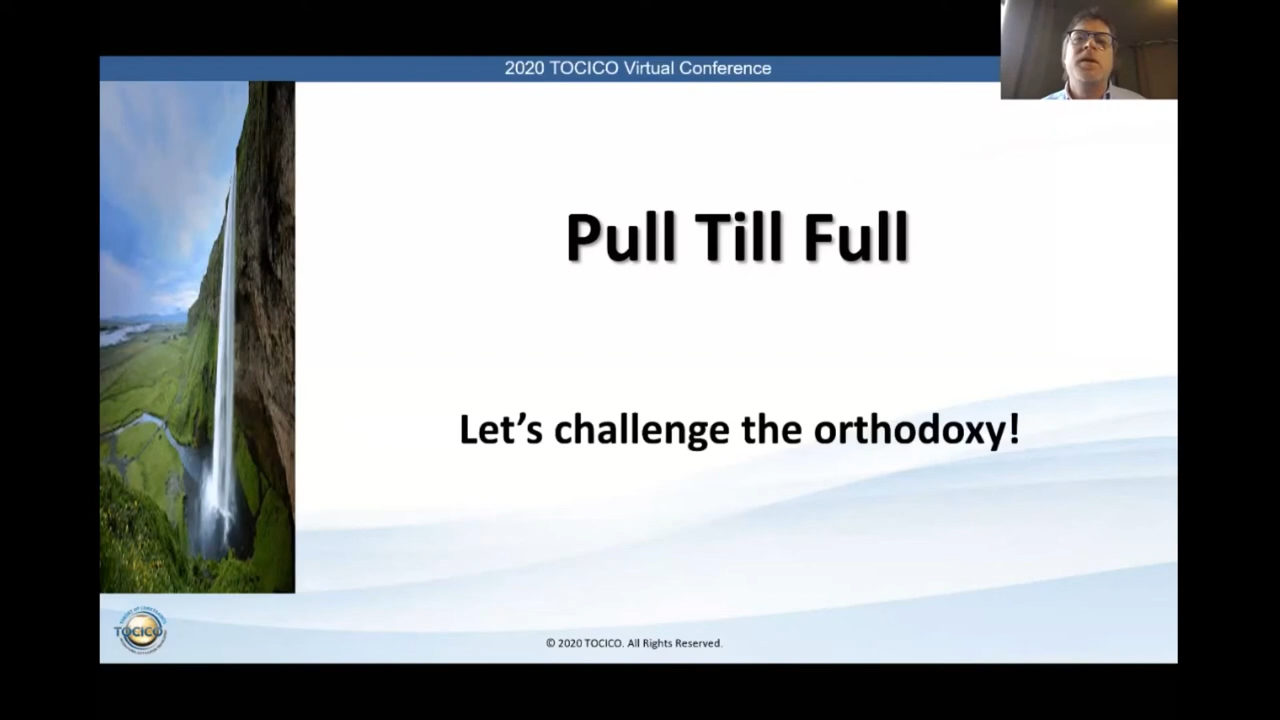 2020 TOCICO Virtual Conference
Pull Till Full
Let's challenge the orthodoxy!
TOCICO
© 2020 TOCICO. All Rights Reserved.